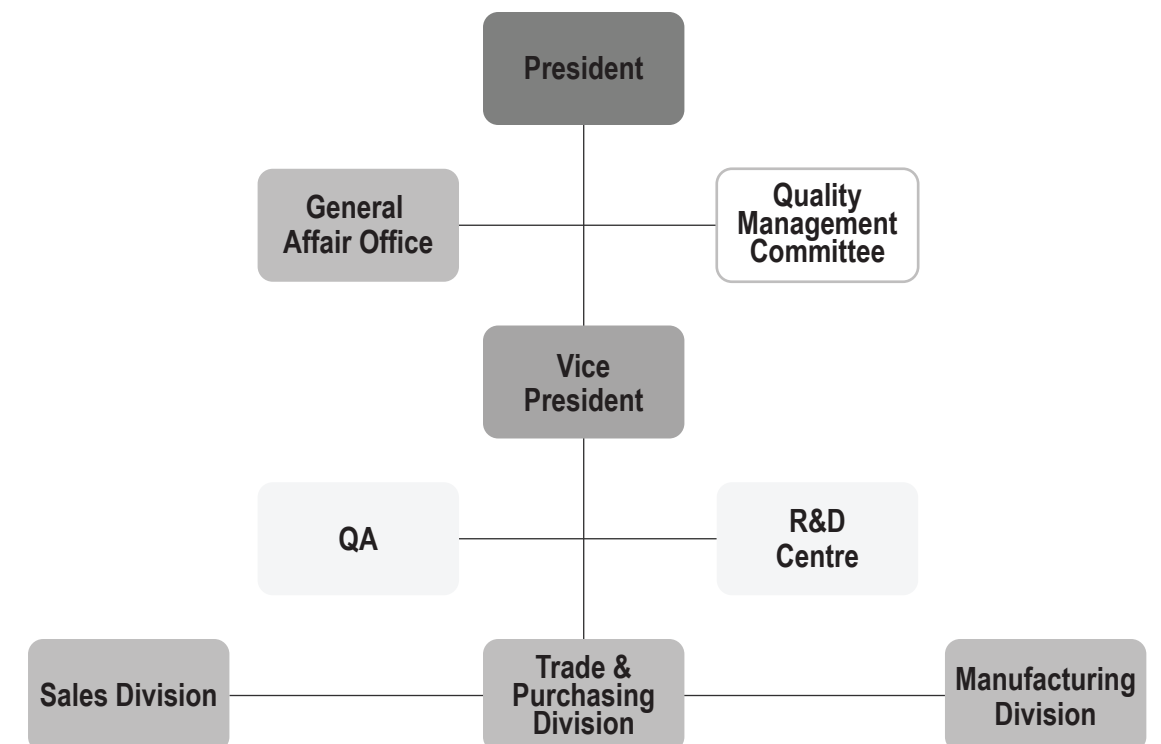 President
General
Affair Office
Quality
Management
Committee
Vice
President
QA
R&D
Centre
Sales Division
Trade &
Purchasing
Division
Manufacturing
Division